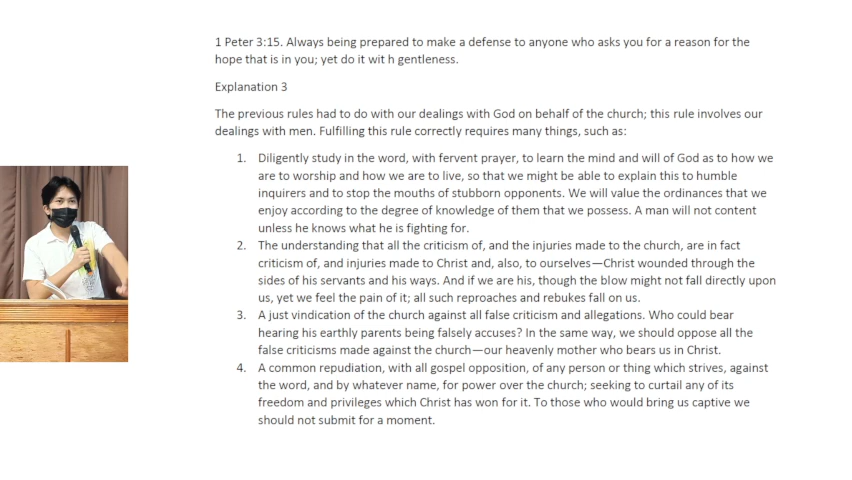 1 Peter 3:15. Always being prepared to make a defense to anyone who asks you for a reason for the
hope that is in you; yet do it wit h gentleness.
Explanation 3
The previous rules had to do with our dealings with God on behalf of the church; this rule involves our
dealings with men. Fulfilling this rule correctly requires many things, such as:
1. Diligently study in the word, with fervent prayer, to learn the mind and will of God as to how we
are to worship and how we are to live, so that we might be able to explain this to humble
inquirers and to stop the mouths of stubborn opponents. We will value the ordinances that we
enjoy according to the degree of knowledge of them that we possess. A man will not content
unless he knows what he is fighting for.
2. The understanding that all the criticism of, and the injuries made to the church, are in fact
criticism of, and injuries made to Christ and, also, to ourselves—Christ wounded through the
sides of his servants and his ways. And if we are his, though the blow might not fall directly upon
us, yet we feel the pain of it; all such reproaches and rebukes fall on us.
3. A just vindication of the church against all false criticism and allegations. Who could bear
hearing his earthly parents being falsely accuses? In the same way, we should oppose all the
false criticisms made against the church—our heavenly mother who bears us in Christ.
4. A common repudiation, with all gospel opposition, of any person or thing which strives, against
the word, and by whatever name, for power over the church; seeking to curtail any of its
freedom and privileges which Christ has won for it. To those who would bring us captive we
should not submit for a moment.